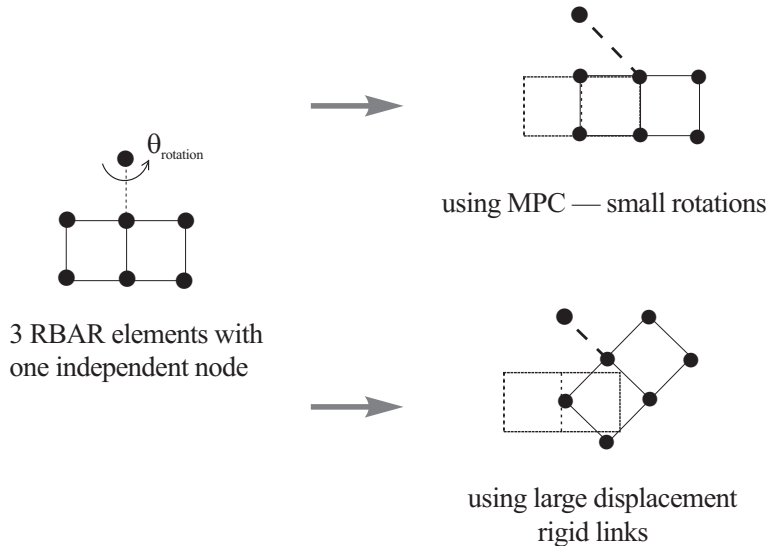 θrotation
3 RBAR elements with
one independent node
using MPC — small rotations
using large displacement
rigid links